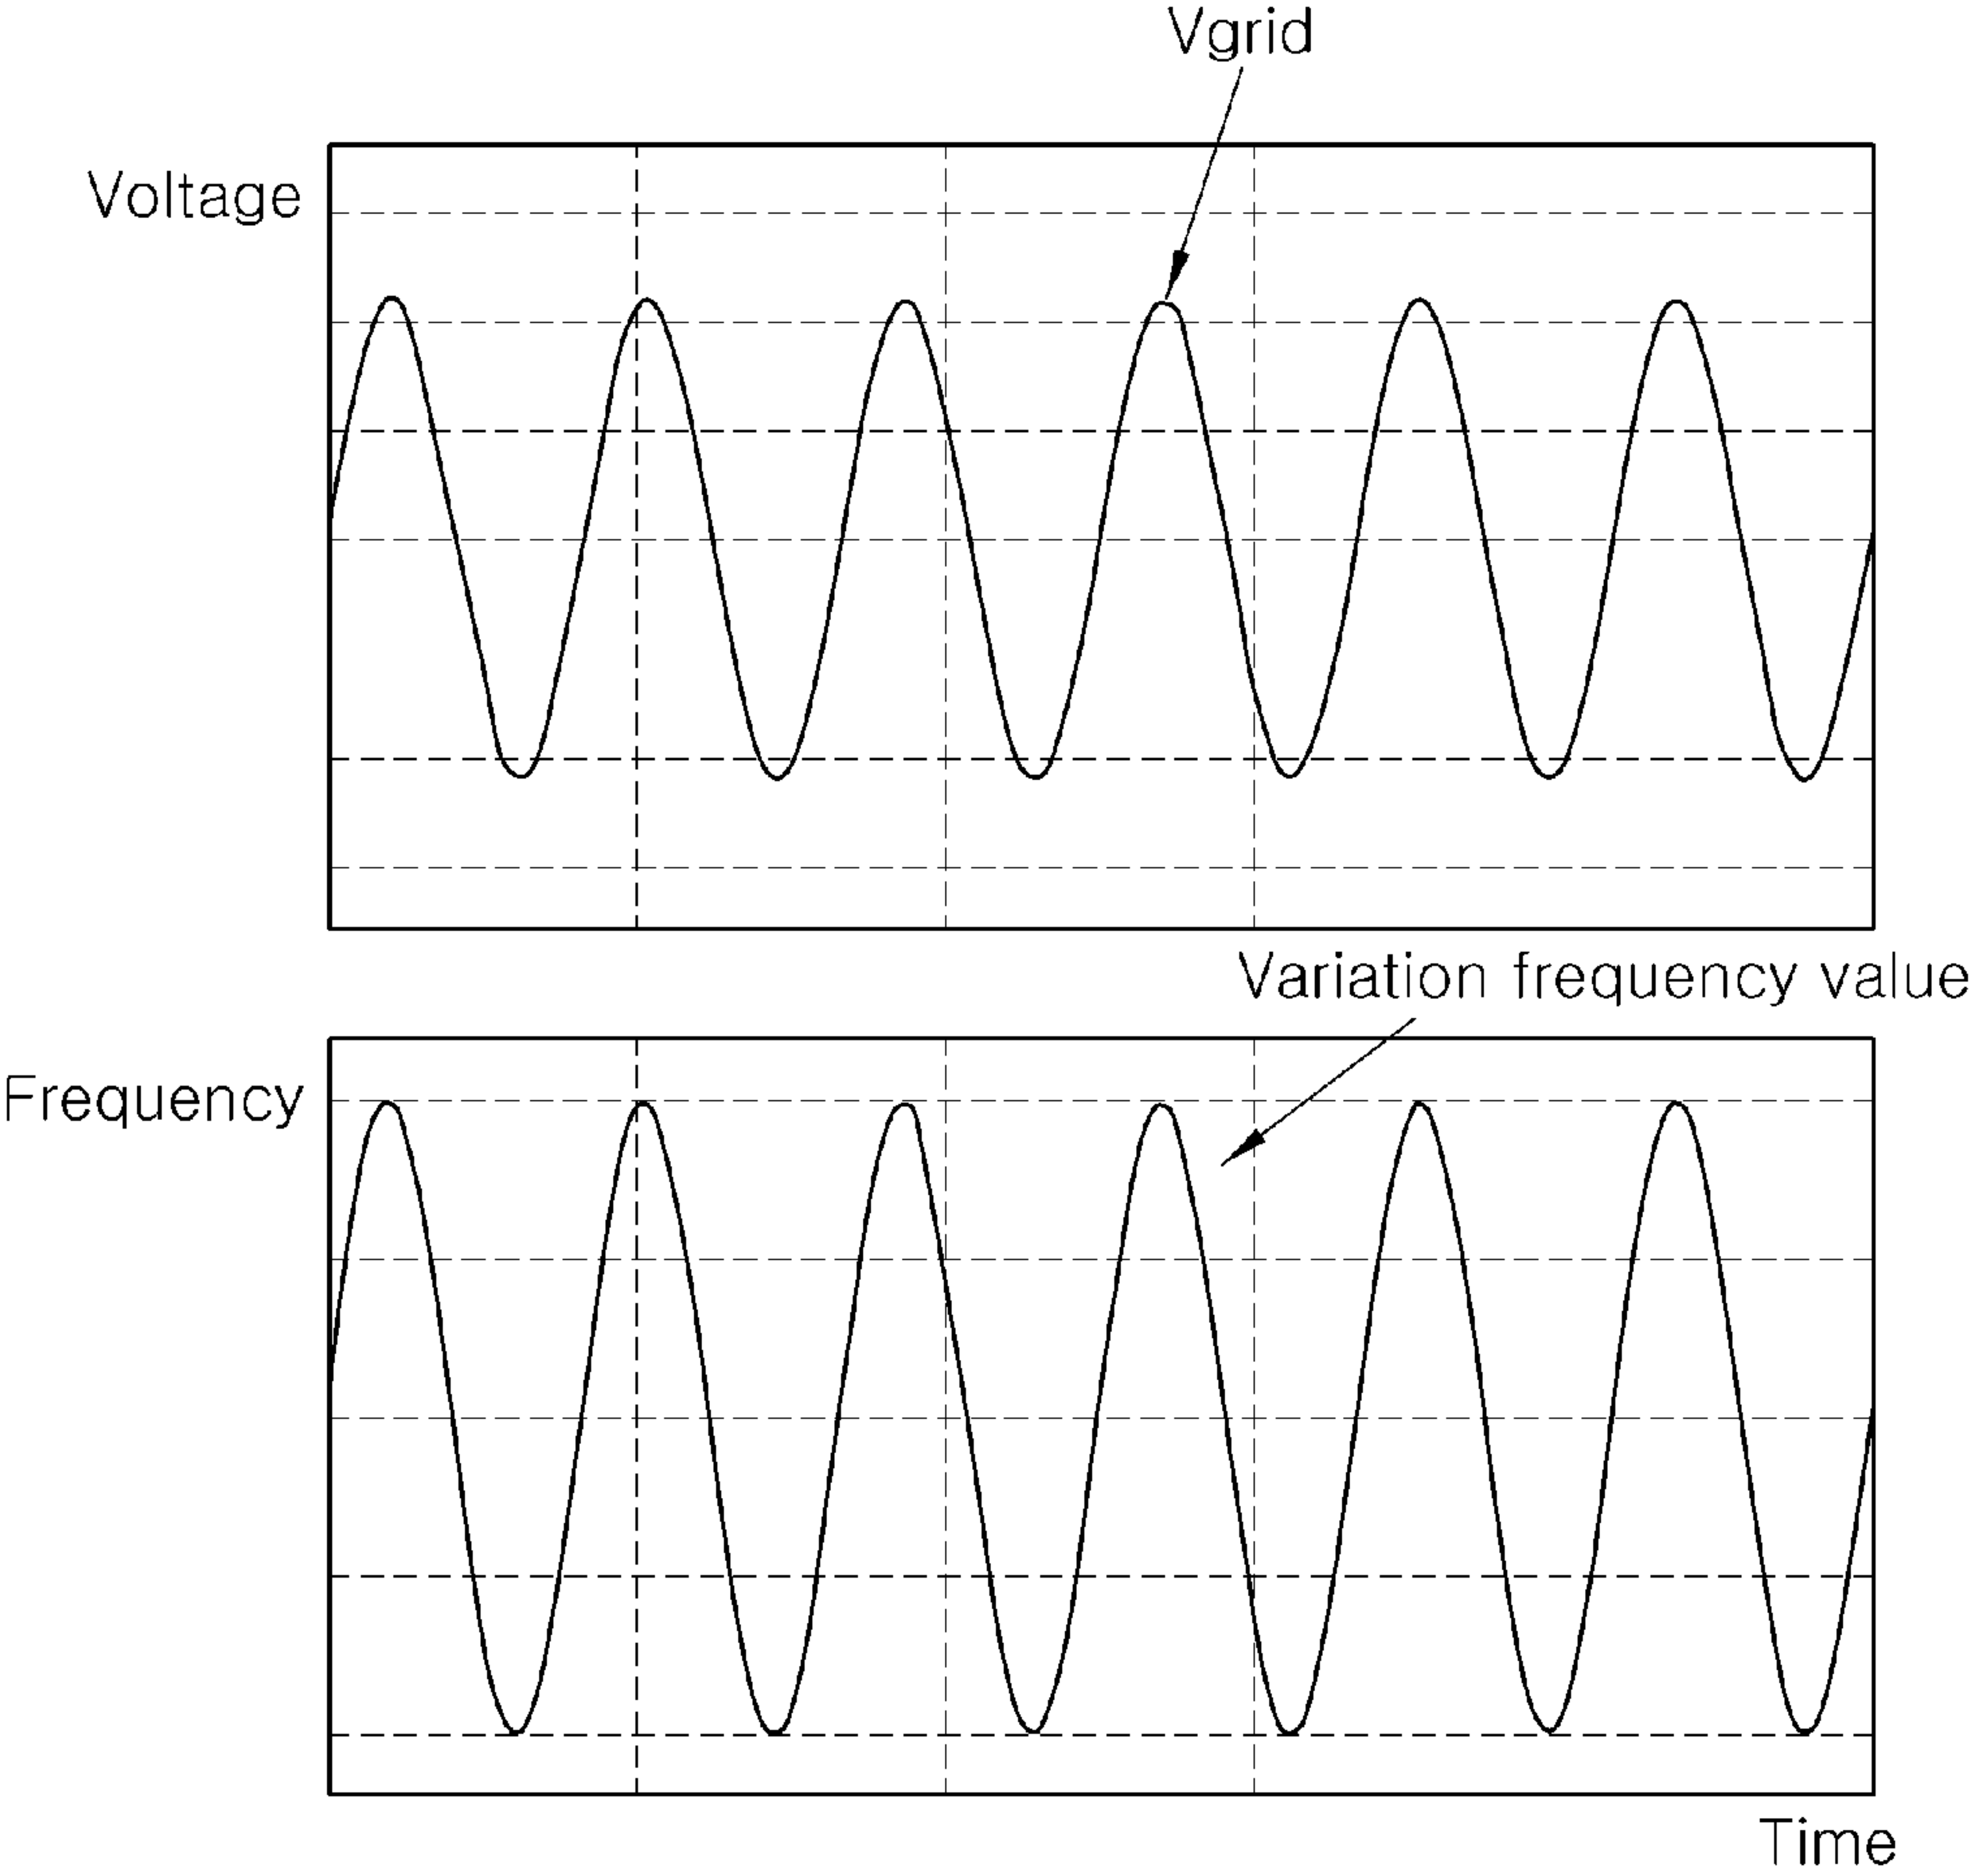 Vgrid
Voltage
Variation frequency value
Frequency
Time